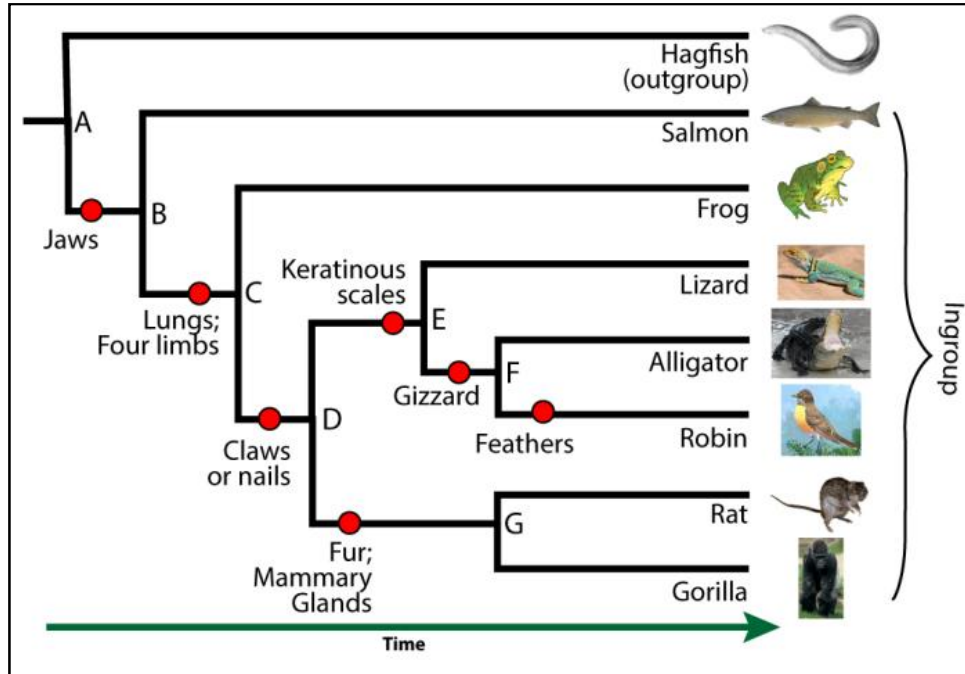 Hagfish
(outgroup)
A
Salmon
B
Jaws
Frog
Keratinous
scales
C
Lungs;
Four limbs
Lizard
E
Alligator
F
Gizzard
D
Claws
or nails
Feathers
Robin
Rat
G
Fur;
Mammary
Glands
Gorilla
Ingroup
Time